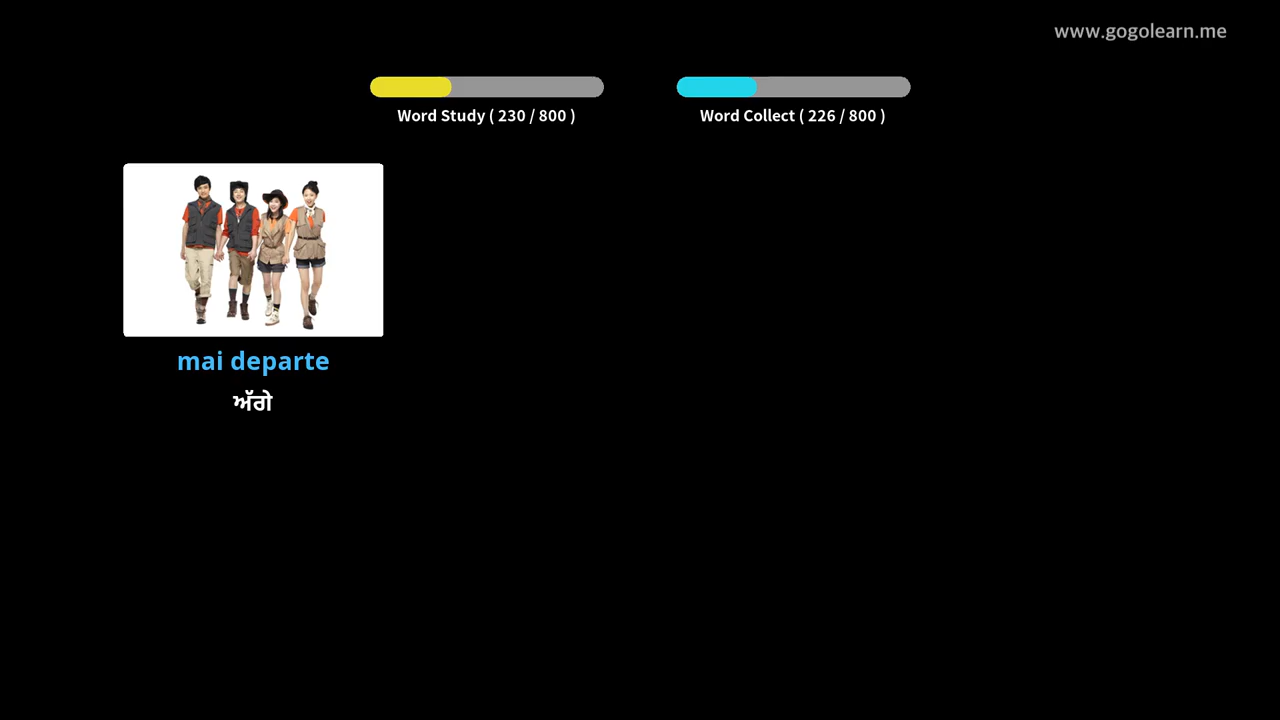 www.gogolearn.me
Word Study ( 230 / 800 )
Word Collect ( 226 / 800 )
mai departe
ਅੱਗੇ